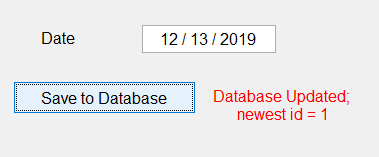 Date
12 / 13 / 2019
Save to Database
Database Updated;
newest id = 1